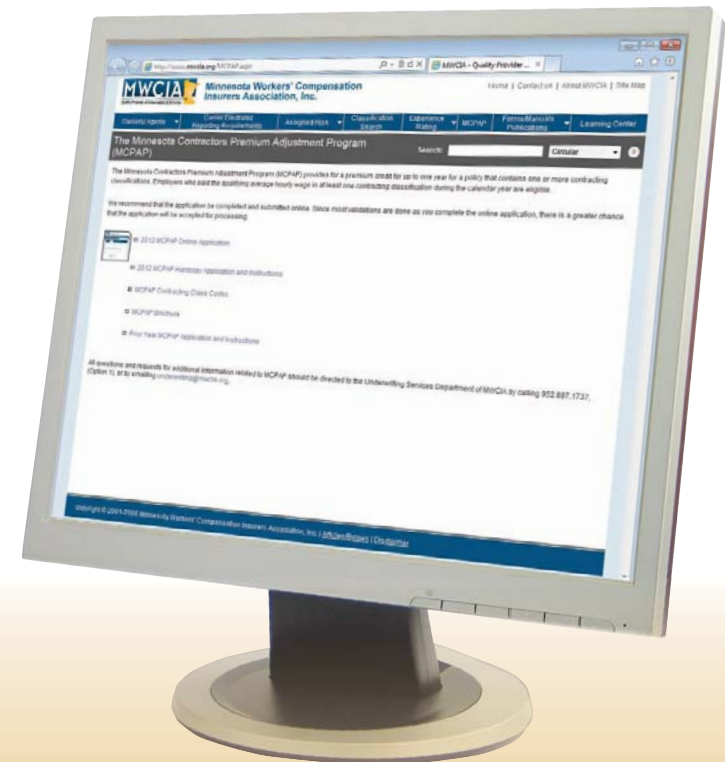 http://www.mwcia.org/MCPAP.aspx
MWCIA - Quality Provider ...
MWCIA
Minnesota Workers' Compensation
Insurers Association, Inc.
Home | Contact us | About MWCIA | Site Map
Carrier Electronic
Reporting Requirements
Assigned Risk
Classification
Search
Experience
Rating
MCPAP
Forms/Manuals
Publications
Learning Center
The Minnesota Contractors Premium Adjustment Program
(MCPAP)
Search:
Circular
The Minnesota Contractors Premium Adjustment Program (MCPAP) provides for a premium credit for up to one year for a policy that contains one or more contracting
classifications. Employers who paid the qualifying average hourly wage in at least one contracting classification during the calendar year are eligible.
We recommend that the application be completed and submitted online. Since most validations are done as you complete the online application, there is a greater chance
that the application will be accepted for processing.
2012 MCPAP Online Application
2012 MCPAP Hardcopy Application and Instructions
MCPAP Contracting Class Codes
MCPAP Brochure
Prior Year MCPAP Application and Instructions
All questions and requests for additional information related to MCPAP should be directed to the Underwriting Services Department of MWCIA by calling 952.897.1737,
(Option 1), or by emailing underwriting@mwcia.org.
Minnesota Workers' Compensation Insurers Association, Inc. | | Disclaimer